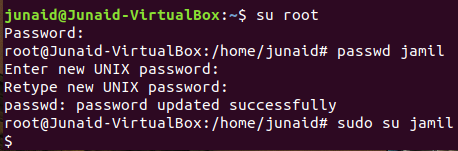 junaid@Junaid-VirtualBox:~$ su root
Password:
root@Junaid-VirtualBox:/home/junaid# passwd jamil
Enter new UNIX password:
Retype new UNIX password:
passwd: password updated successfully
root@Junaid-VirtualBox:/home/junaid# sudo su jamil
$